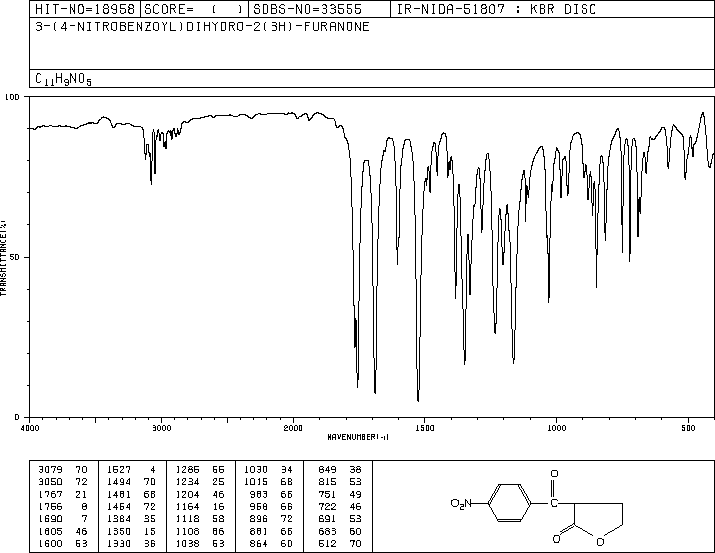 HIT-NO=18958 SCORE= ( ) SDBS-NO=33555 IR-NIDA-51807 : KBR DISC
3-(4-NITROBENZOYL)DIHYDRO-2(3H)-FURANONE
C11H9NO5
100
50
0
TRANSMITTANCE(%)
4000 3000 2000 1500 1000 500
WAVENUMBER(-1)
3079 70 1527 4 1286 55 1030 34 849 38
3050 72 1494 70 1234 25 1015 68 815 53
1767 21 1481 68 1204 46 983 66 751 49
1756 8 1454 72 1164 16 958 66 722 46
1690 7 1384 35 1118 58 896 72 691 53
1605 46 1350 15 1108 66 881 66 683 60
1600 53 1330 36 1038 53 864 60 512 70
O
O2N
C
O
O